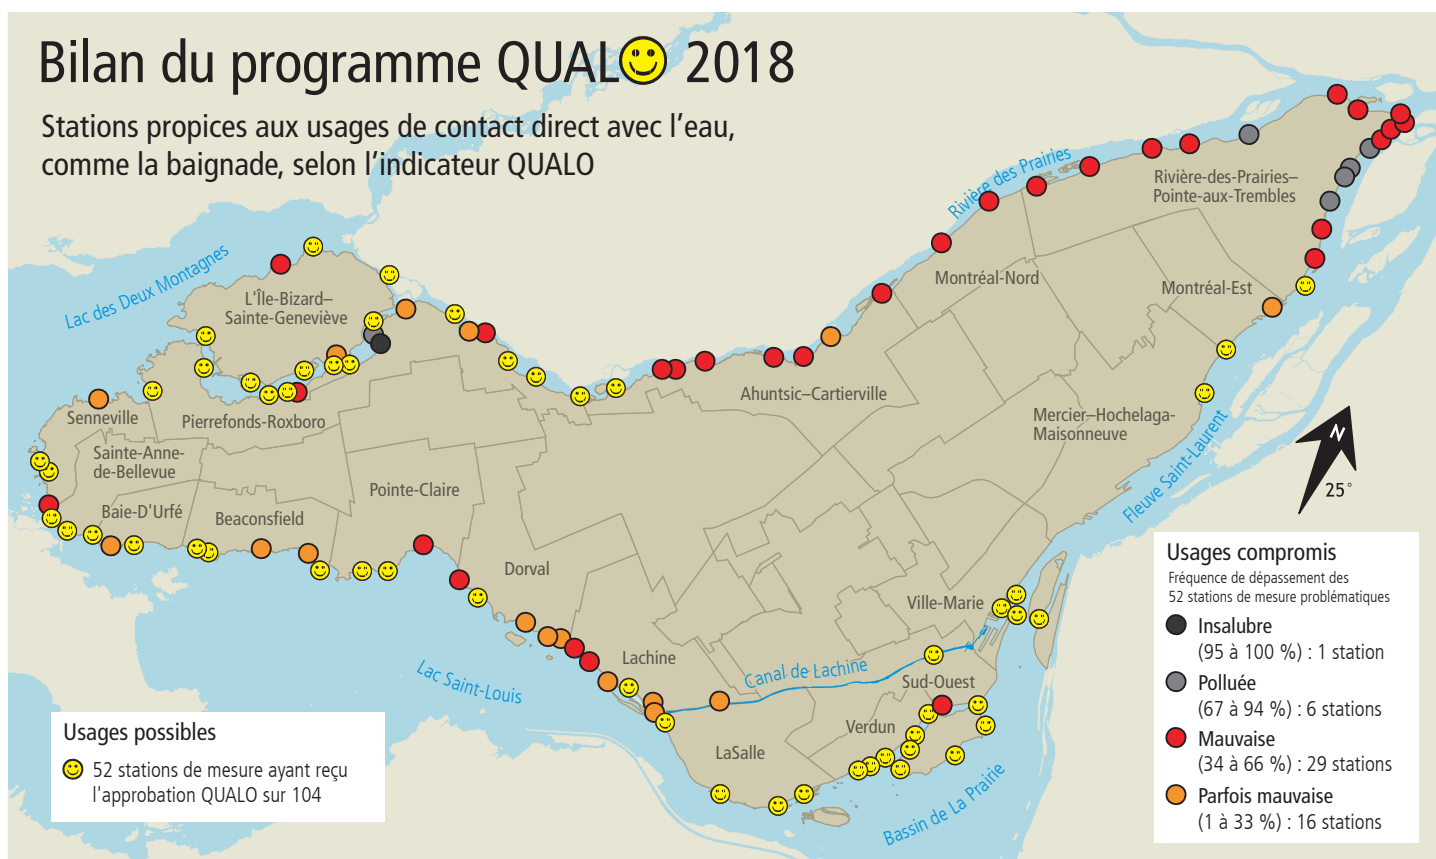 Bilan du programme QUALO 2018
Stations propices aux usages de contact direct avec l'eau,
comme la baignade, selon l'indicateur QUALO
Rivière des Prairies
Rivière-des-Prairies–
Pointe-aux-Trembles
Lac des Deux Montagnes
L'Île-Bizard–
Sainte-Geneviève
Montréal-Nord
Montréal-Est
Ahuntsic–Cartierville
Senneville
Pierrefonds-Roxboro
Mercier–Hochelaga-
Maisonneuve
Sainte-Anne-
de-Bellevue
Pointe-Claire
Baie-D'Urfé
Beaconsfield
Fleuve Saint-Laurent
N
25°
Dorval
Ville-Marie
Lachine
Canal de Lachine
Sud-Ouest
Lac Saint-Louis
Verdun
LaSalle
Bassin de La Prairie
Usages possibles
52 stations de mesure ayant reçu
l'approbation QUALO sur 104
Usages compromis
Fréquence de dépassement des
52 stations de mesure problématiques
Insalubre
(95 à 100 %) : 1 station
Polluée
(67 à 94 %) : 6 stations
Mauvaise
(34 à 66 %) : 29 stations
Parfois mauvaise
(1 à 33 %) : 16 stations